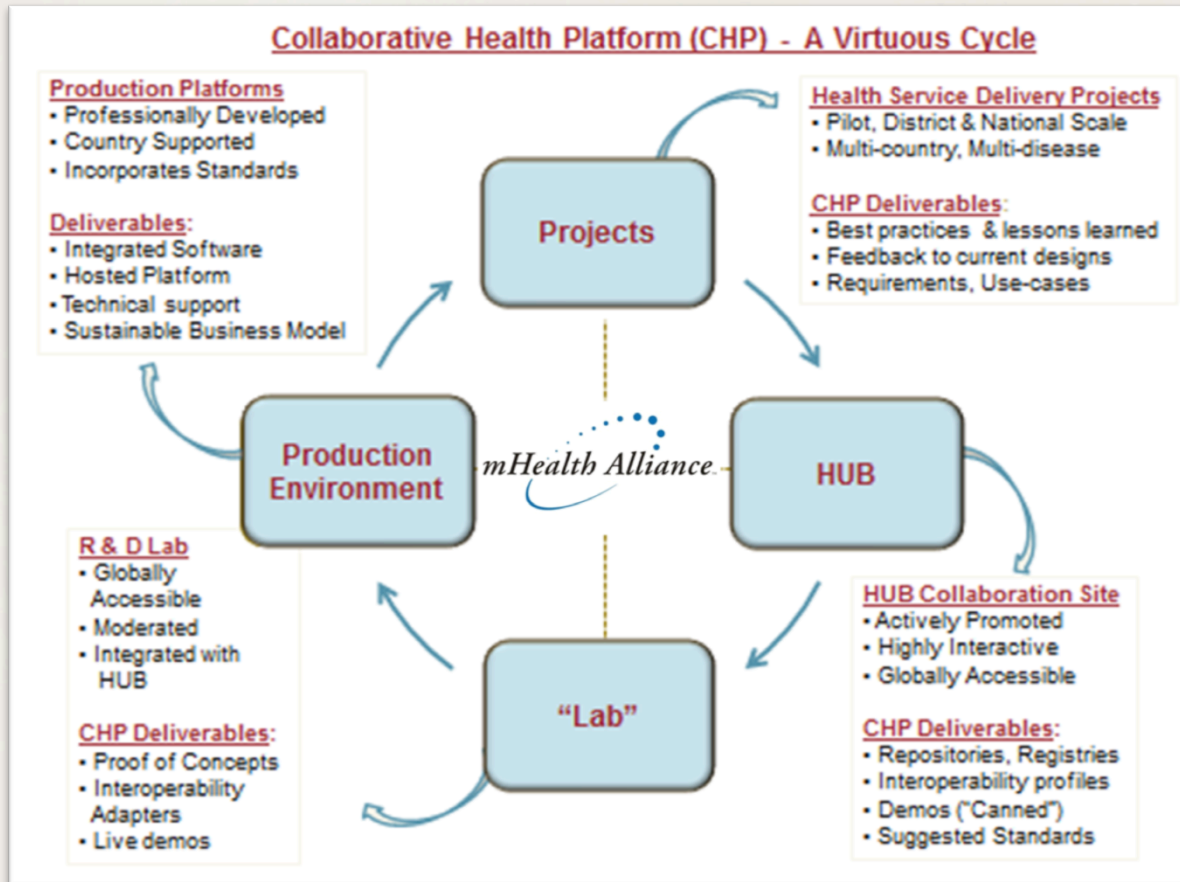 Collaborative Health Platform (CHP) - A Virtuous Cycle
Production Platforms
• Professionally Developed
• Country Supported
• Incorporates Standards
Deliverables:
• Integrated Software
• Hosted Platform
• Technical support
• Sustainable Business Model
Health Service Delivery Projects
• Pilot, District & National Scale
• Multi-country, Multi-disease
CHP Deliverables:
• Best practices & lessons learned
• Feedback to current designs
• Requirements, Use-cases
Projects
Production
Environment
mHealth Alliance
HUB
R & D Lab
• Globally
Accessible
• Moderated
• Integrated with
HUB
CHP Deliverables:
• Proof of Concepts
• Interoperability
Adapters
• Live demos
"Lab"
HUB Collaboration Site
• Actively Promoted
• Highly Interactive
• Globally Accessible
CHP Deliverables:
• Repositories, Registries
• Interoperability profiles
• Demos ("Canned")
• Suggested Standards